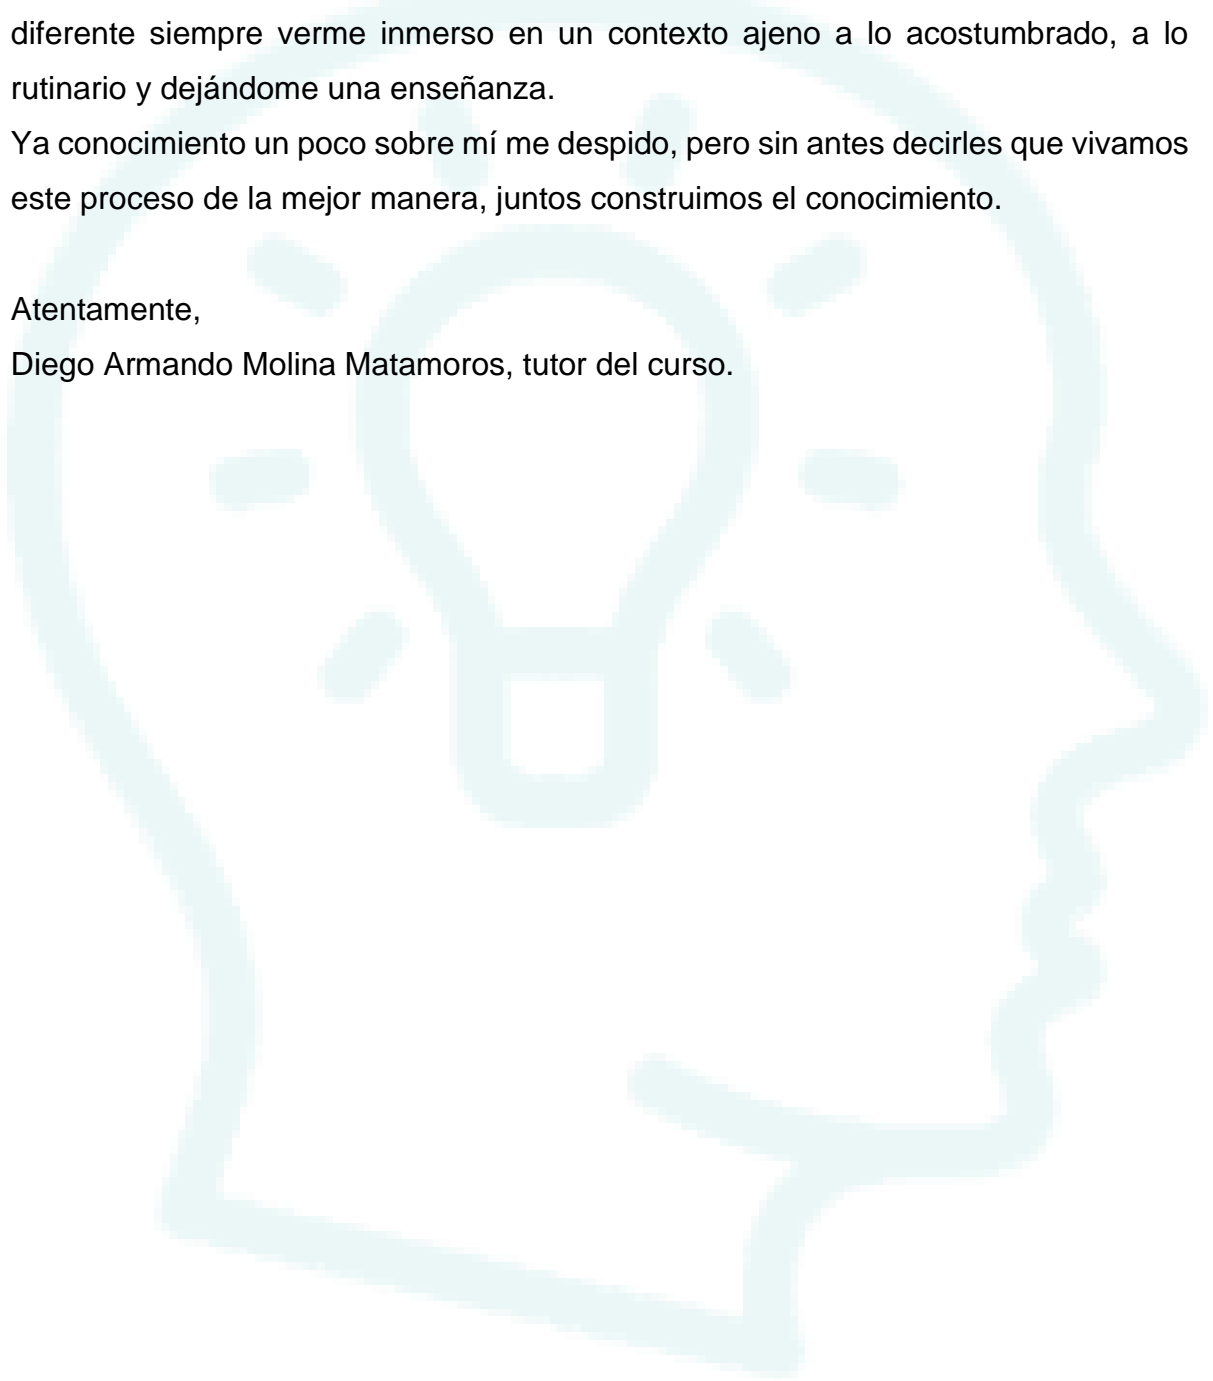 diferente siempre verme inmerso en un contexto ajeno a lo acostumbrado, a lo
rutinario y dejándome una enseñanza.
Ya conocimiento un poco sobre mí me despido, pero sin antes decirles que vivamos
este proceso de la mejor manera, juntos construimos el conocimiento.
Atentamente,
Diego Armando Molina Matamoros, tutor del curso.